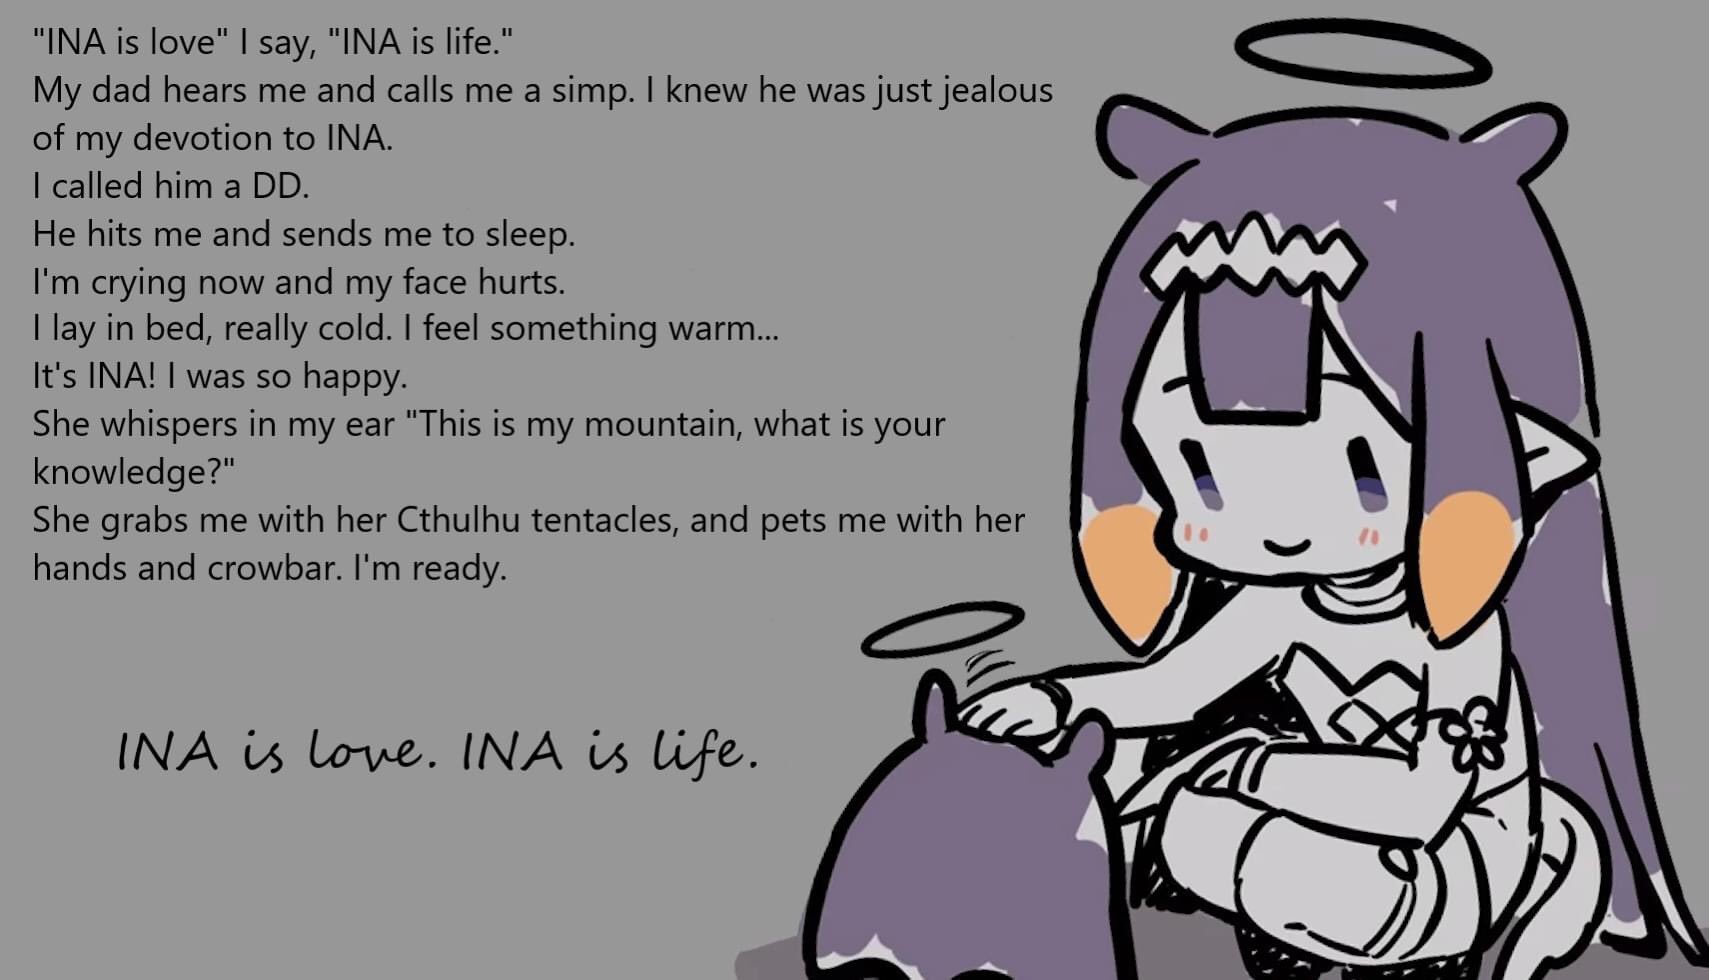 "INA is love" I say, "INA is life."
My dad hears me and calls me a simp. I knew he was just jealous
of my devotion to INA.
I called him a DD.
He hits me and sends me to sleep.
I'm crying now and my face hurts.
I lay in bed, really cold. I feel something warm...
It's INA! I was so happy.
She whispers in my ear "This is my mountain, what is your
knowledge?"
She grabs me with her Cthulhu tentacles, and pets me with her
hands and crowbar. I'm ready.
INA is love. INA is life.